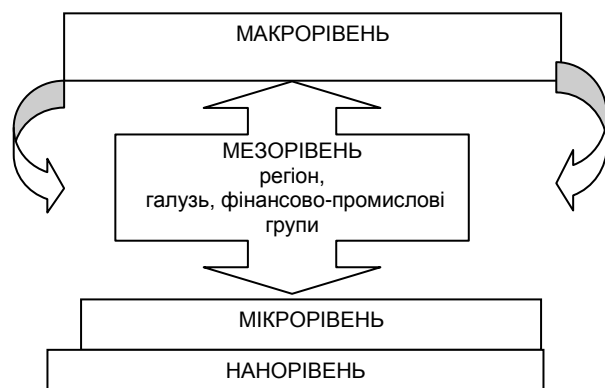 МАКРОРІВЕНЬ
МЕЗОРІВЕНЬ
регіон,
галузь, фінансово-промислові
групи
МІКРОРІВЕНЬ
НАНОРІВЕНЬ